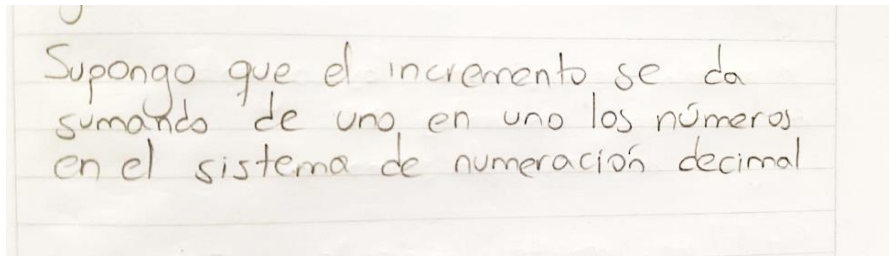 Supongo que el incremento se da
sumando de uno en uno los números
en el sistema de numeración decimal